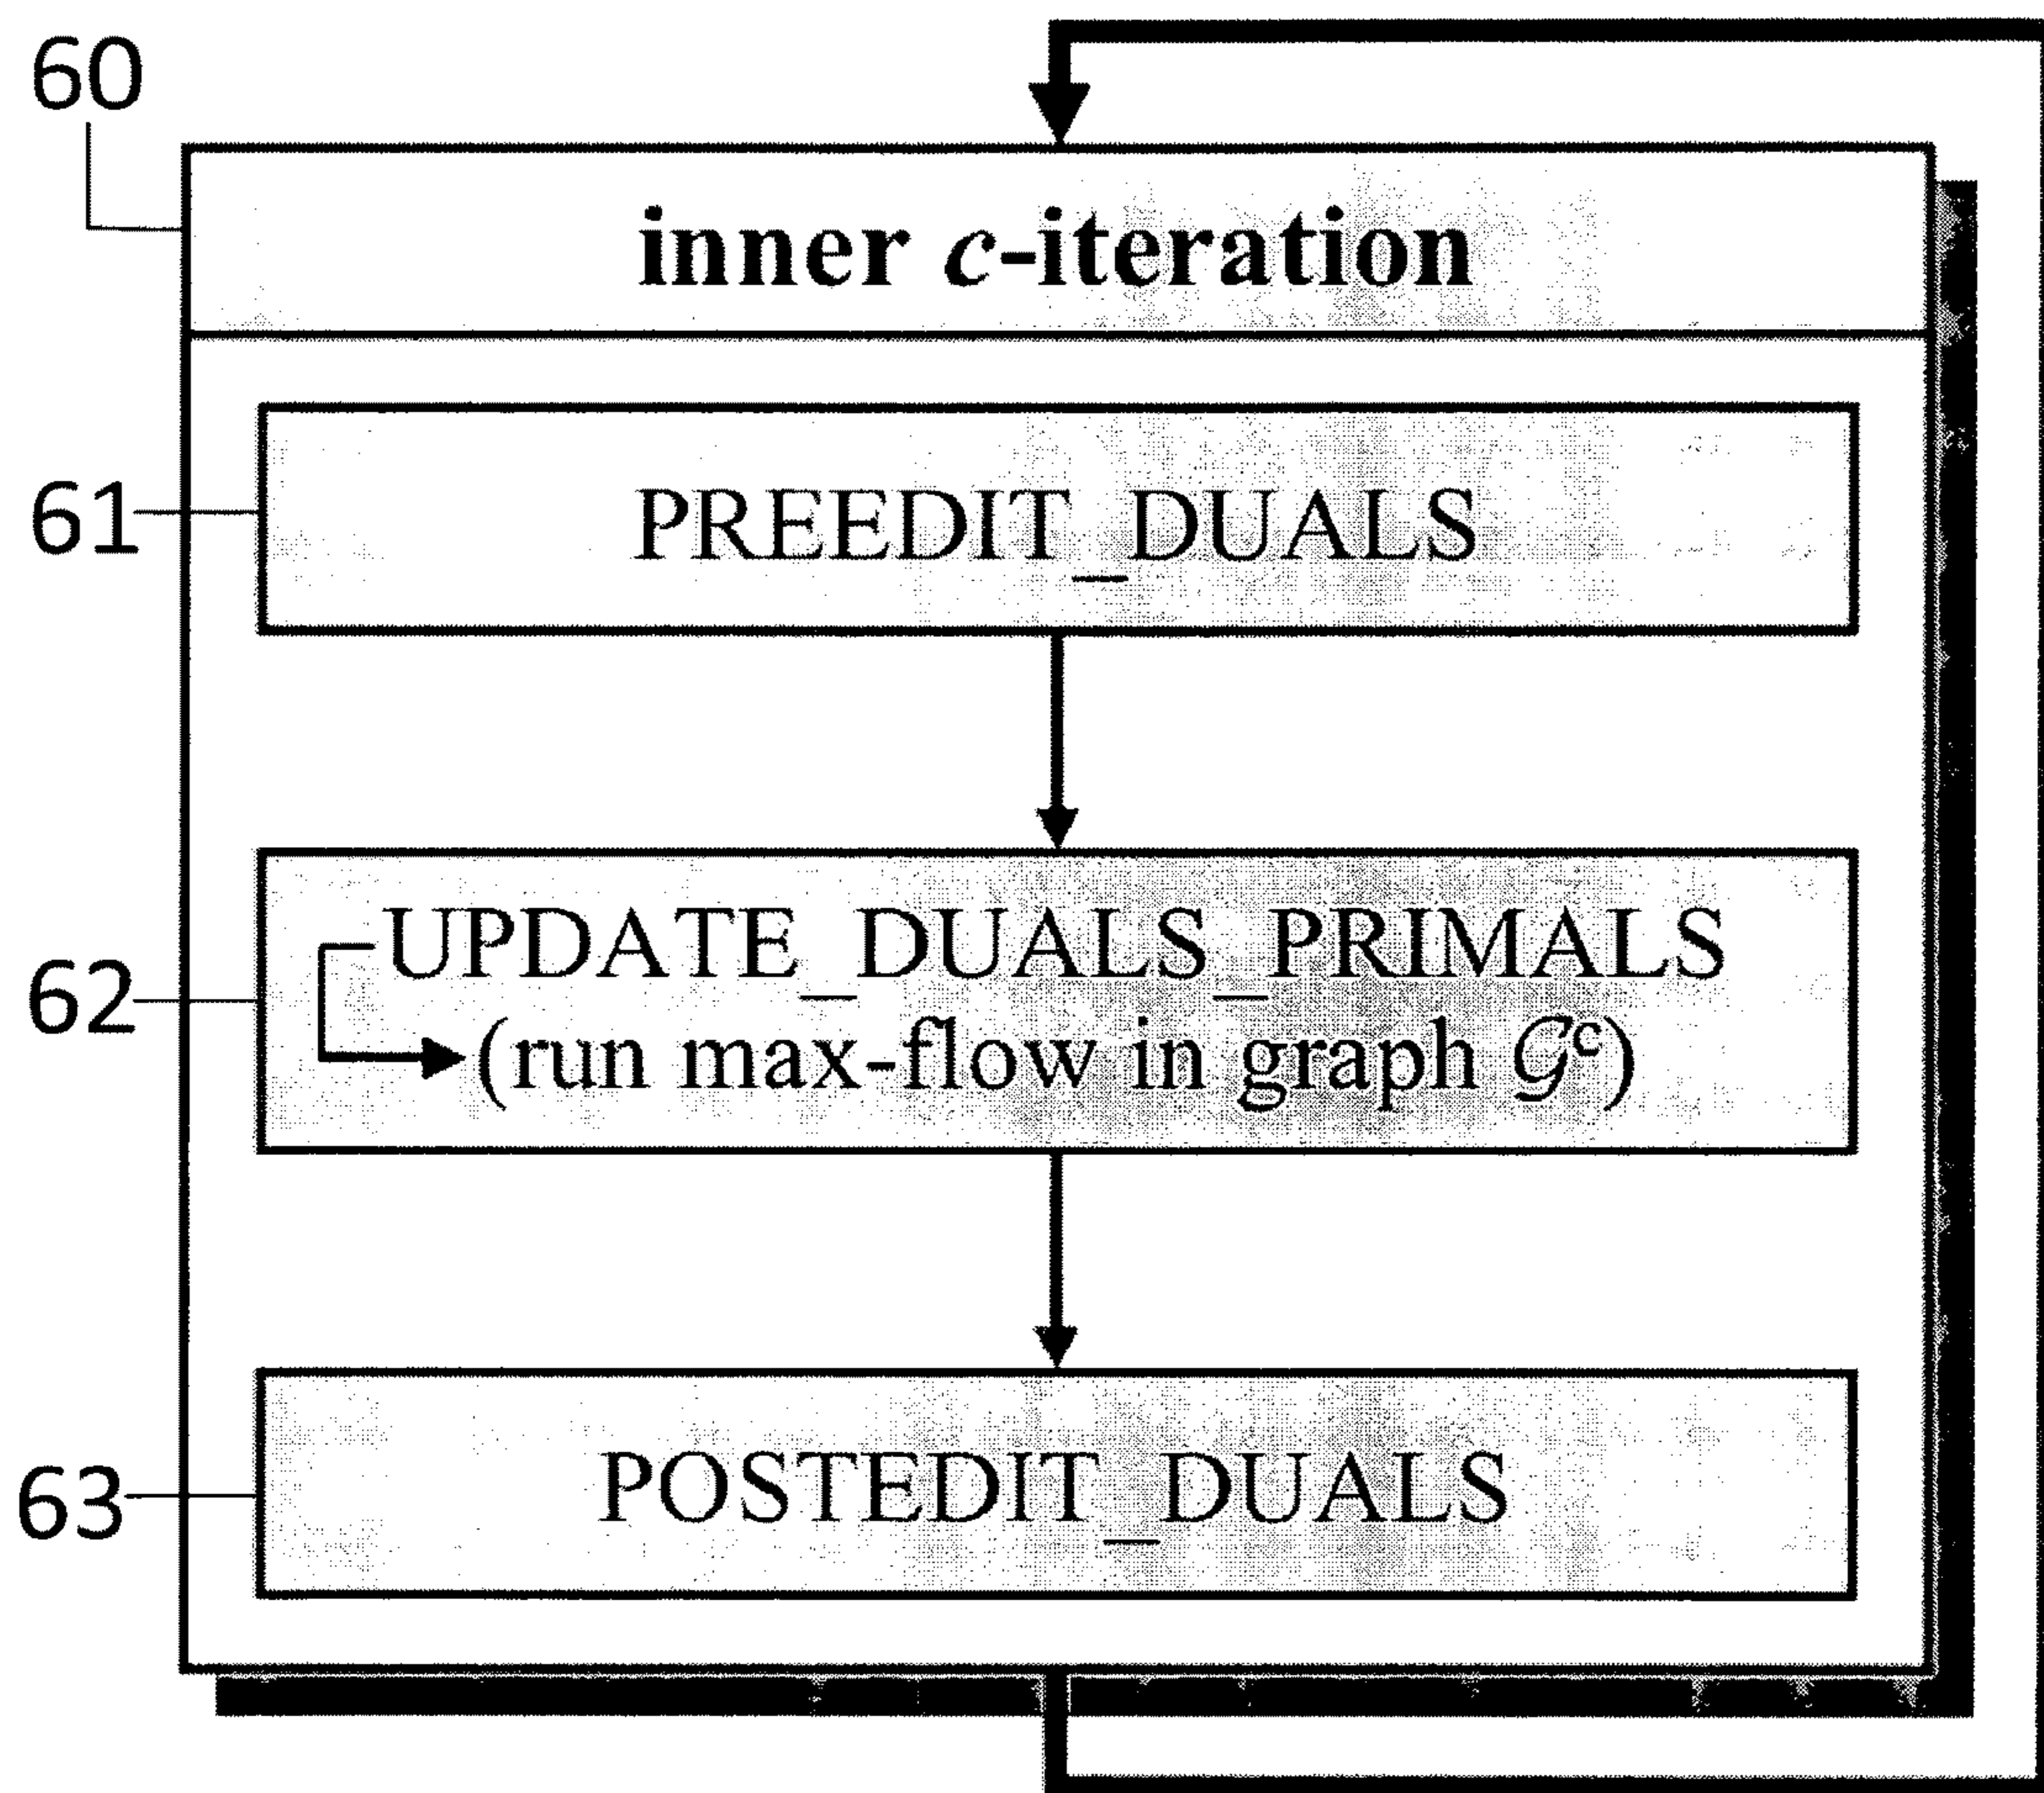 60
inner c-iteration
61
PREEDIT_DUALS
62
UPDATE_DUALS_PRIMALS
(run max-flow in graph 𝒢ᶜ)
63
POSTEDIT_DUALS